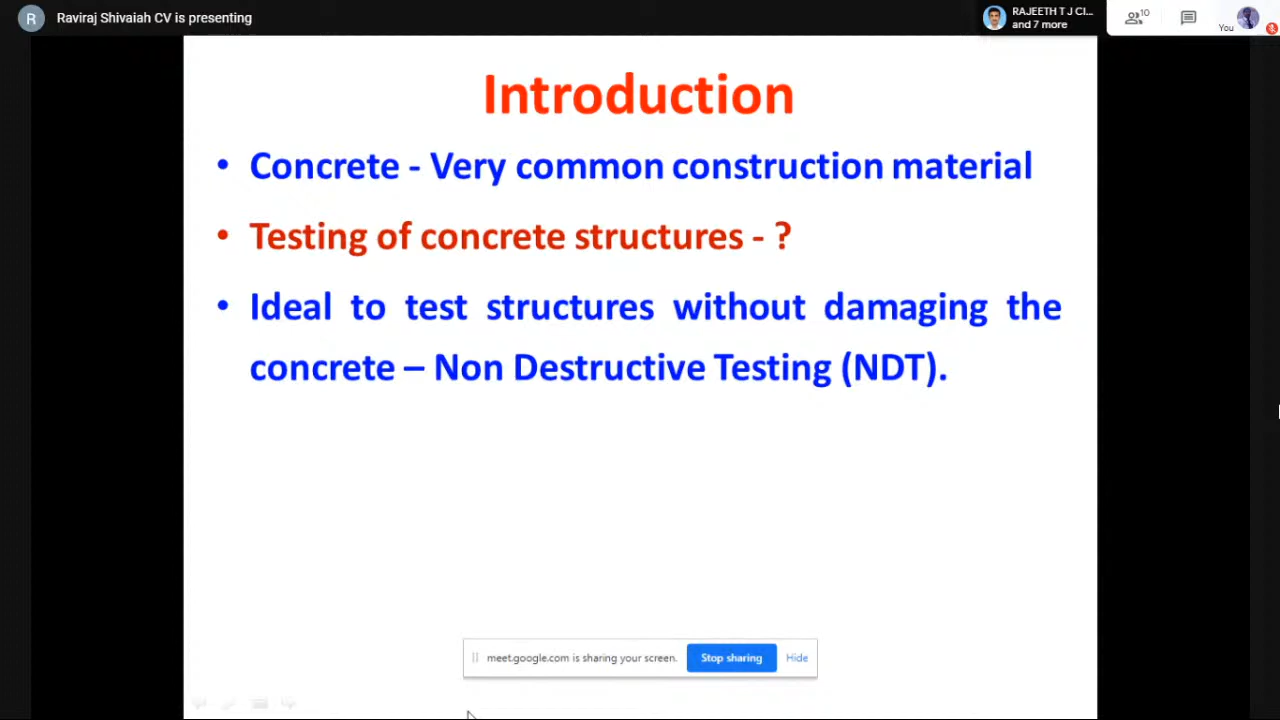 R Raviraj Shivaiah CV is presenting
RAJEETH T J CI...
and 7 more
10
You
Introduction
• Concrete - Very common construction material
• Testing of concrete structures - ?
• Ideal to test structures without damaging the
concrete – Non Destructive Testing (NDT).
meet.google.com is sharing your screen. Stop sharing Hide